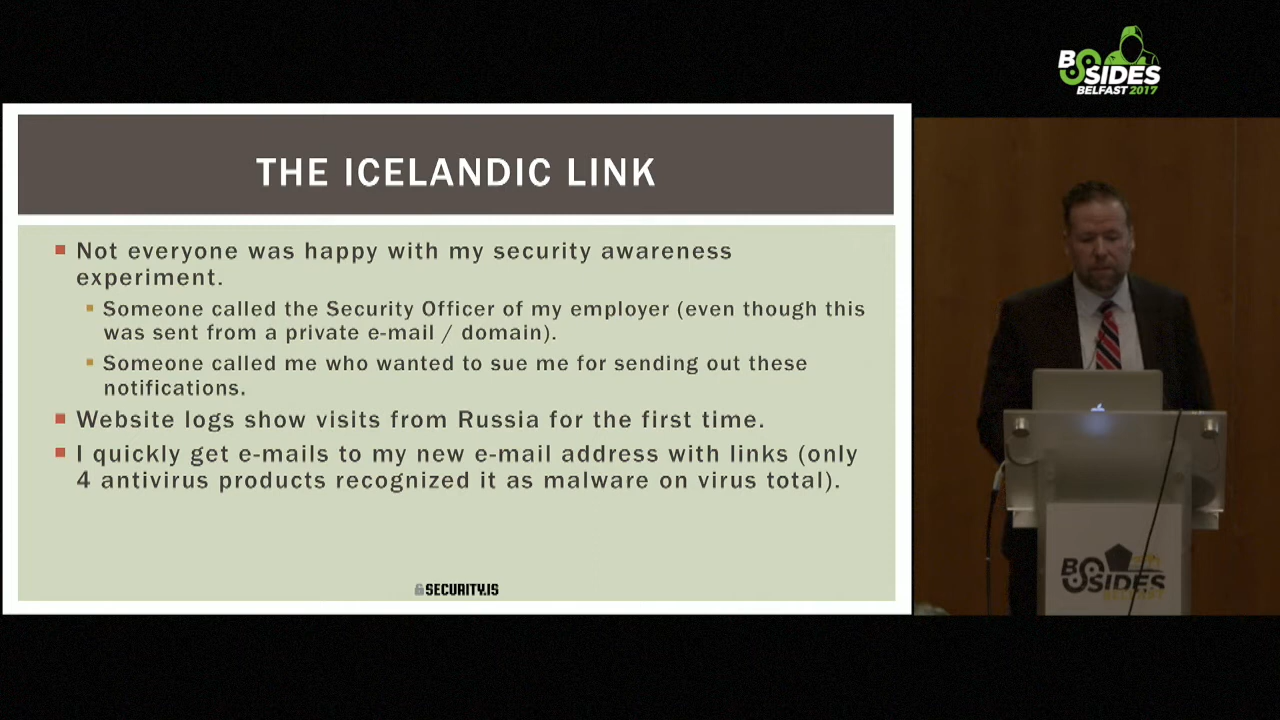 BSIDES
BELFAST 2017
THE ICELANDIC LINK
Not everyone was happy with my security awareness
experiment.
Someone called the Security Officer of my employer (even though this
was sent from a private e-mail / domain).
Someone called me who wanted to sue me for sending out these
notifications.
Website logs show visits from Russia for the first time.
I quickly get e-mails to my new e-mail address with links (only
4 antivirus products recognized it as malware on virus total).
SECURITY.IS
BSIDES
BELFAST